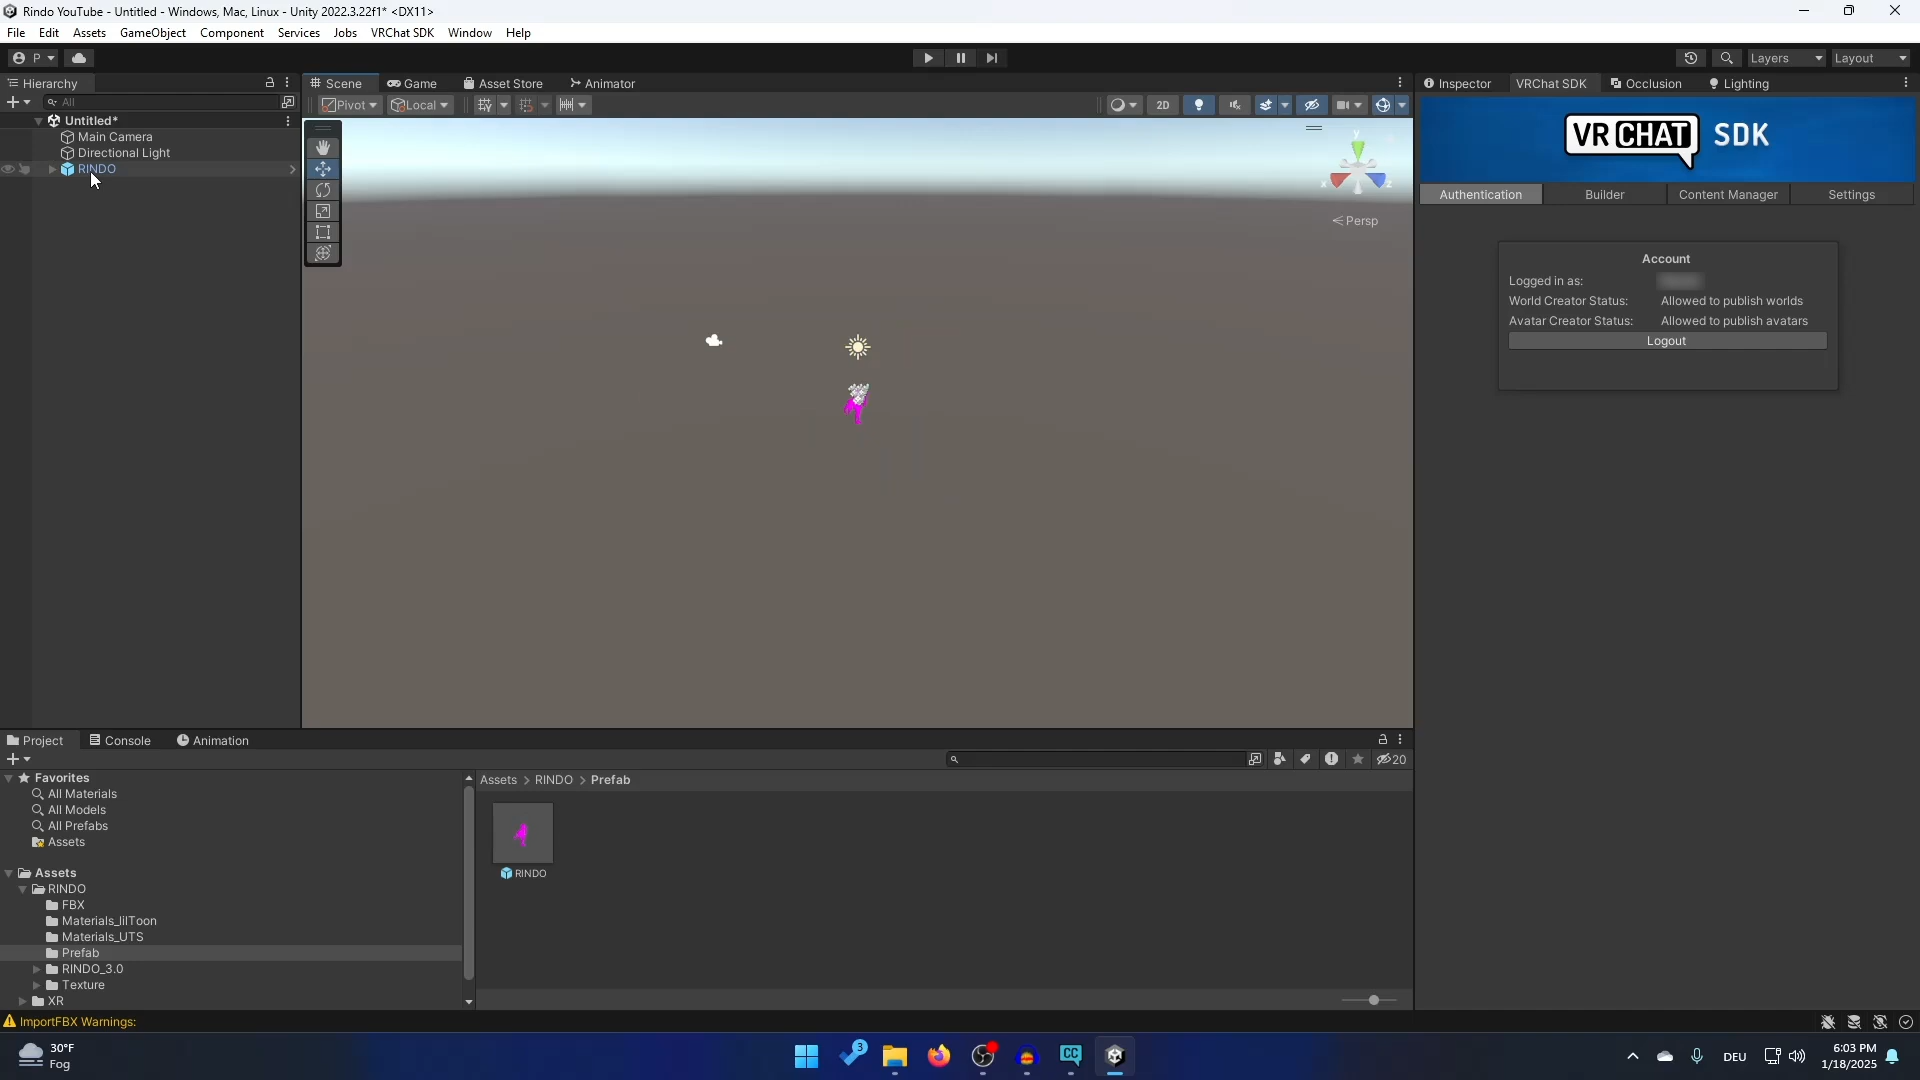 Rindo YouTube - Untitled - Windows, Mac, Linux - Unity 2022.3.22f1* <DX11>
File Edit Assets GameObject Component Services Jobs VRChat SDK Window Help
P Layers Layout
Hierarchy Scene Game Asset Store Animator Inspector VRChat SDK Occlusion Lighting
All Pivot Local 2D
Untitled*
Main Camera
Directional Light
RINDO
y
x z
Persp
VRCHAT SDK
Authentication Builder Content Manager Settings
Account
Logged in as:
World Creator Status: Allowed to publish worlds
Avatar Creator Status: Allowed to publish avatars
Logout
Project Console Animation
20
Favorites
All Materials
All Models
All Prefabs
Assets
Assets
RINDO
FBX
Materials_lilToon
Materials_UTS
Prefab
RINDO_3.0
Texture
XR
Assets > RINDO > Prefab
RINDO
ImportFBX Warnings:
30°F
Fog
3
CC
DEU
6:03 PM
1/18/2025